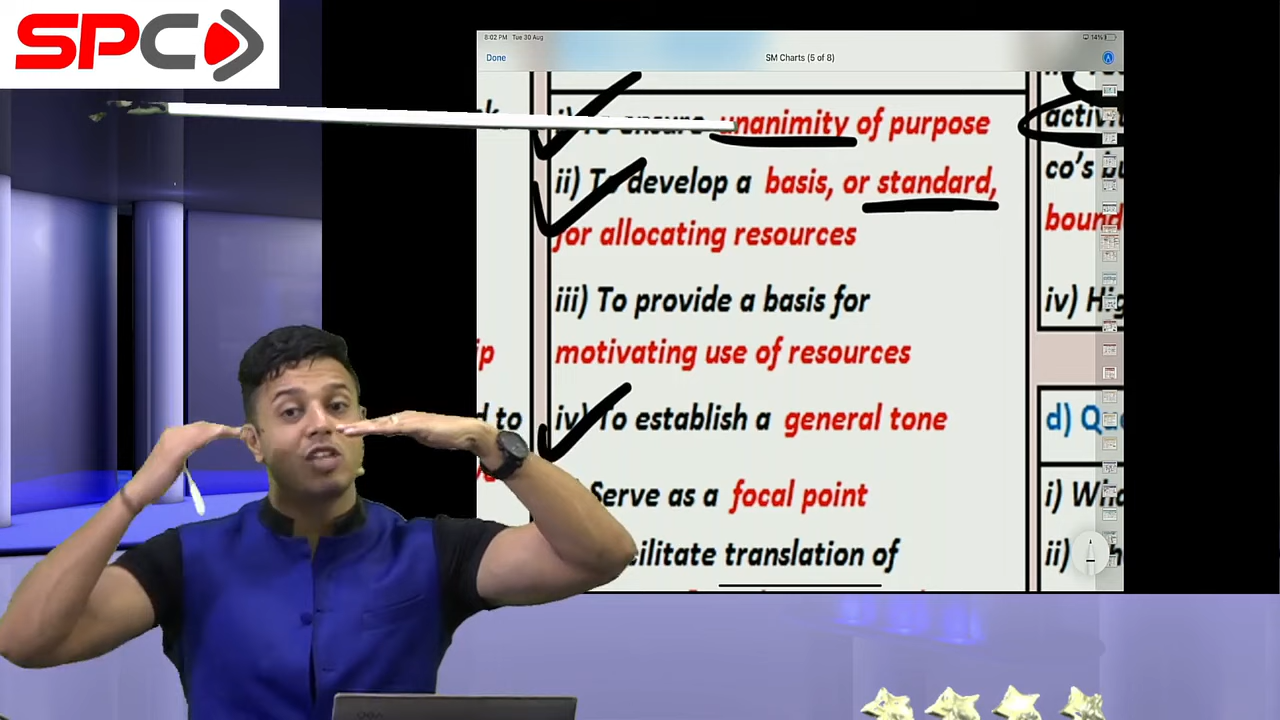 SPC
8:02 PM Tue 30 Aug
14%
Done
SM Charts (5 of 8)
i) To ensure unanimity of purpose
ii) To develop a basis, or standard,
for allocating resources
iii) To provide a basis for
motivating use of resources
iv) To establish a general tone
Serve as a focal point
translation of
ip
d to
co's
bound
iv)
d)
i)
ii)